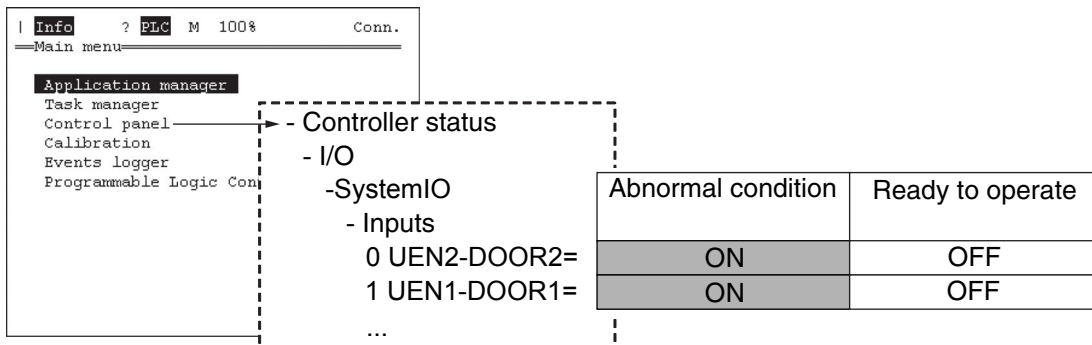 | Info ? PLC M 100% Conn.
Main menu
Application manager
Task manager
Control panel
Calibration
Events logger
Programmable Logic Con
- Controller status
- I/O
-SystemIO
- Inputs
0 UEN2-DOOR2=
1 UEN1-DOOR1=
...
Abnormal condition Ready to operate
ON OFF
ON OFF